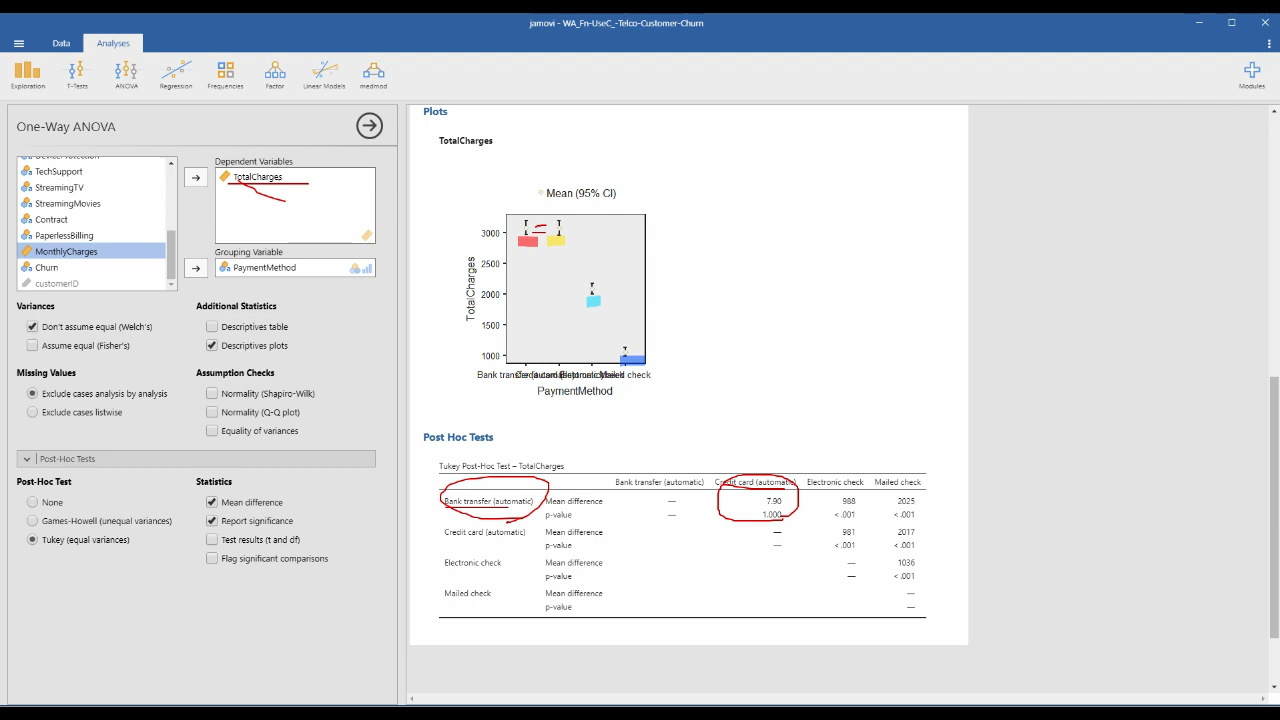 jamovi - WA_Fn-UseC_-Telco-Customer-Churn
Data
Analyses
Exploration
T-Tests
ANOVA
Regression
Frequencies
Factor
Linear Models
medmod
Modules
One-Way ANOVA
DeviceProtection
TechSupport
StreamingTV
StreamingMovies
Contract
PaperlessBilling
MonthlyCharges
Churn
customerID
Dependent Variables
TotalCharges
Grouping Variable
PaymentMethod
Variances
Don't assume equal (Welch's)
Assume equal (Fisher's)
Additional Statistics
Descriptives table
Descriptives plots
Missing Values
Exclude cases analysis by analysis
Exclude cases listwise
Assumption Checks
Normality (Shapiro-Wilk)
Normality (Q-Q plot)
Equality of variances
Post-Hoc Tests
Post-Hoc Test
None
Games-Howell (unequal variances)
Tukey (equal variances)
Statistics
Mean difference
Report significance
Test results (t and df)
Flag significant comparisons
Plots
TotalCharges
Mean (95% CI)
3000
2500
2000
1500
1000
TotalCharges
Bank transfer check
PaymentMethod
Post Hoc Tests
Tukey Post-Hoc Test – TotalCharges
Bank transfer (automatic) Credit card (automatic) Electronic check Mailed check
Bank transfer (automatic) Mean difference — 7.90 988 2025
p-value — 1.000 < .001 < .001
Credit card (automatic) Mean difference — 981 2017
p-value — < .001 < .001
Electronic check Mean difference — 1036
p-value — < .001
Mailed check Mean difference —
p-value —